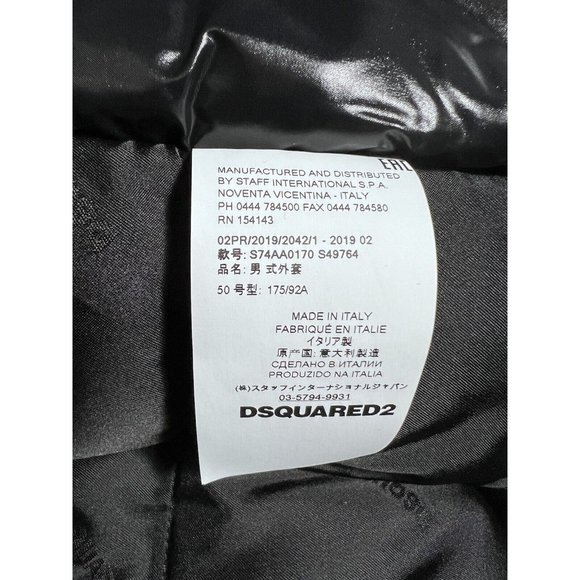 EAC
MANUFACTURED AND DISTRIBUTED
BY STAFF INTERNATIONAL S.P.A.
NOVENTA VICENTINA - ITALY
PH 0444 784500 FAX 0444 784580
RN 154143
02PR/2019/2042/1 - 2019 02
款号: S74AA0170 S49764
品名: 男 式外套
50 号型: 175/92A
MADE IN ITALY
FABRIQUÉ EN ITALIE
イタリア製
原产国: 意大利製造
СДЕЛАНО В ИТАЛИИ
PRODUZIDO NA ITALIA
(株)スタッフインターナショナルジャパン
03-5794-9931
DSQUARED2